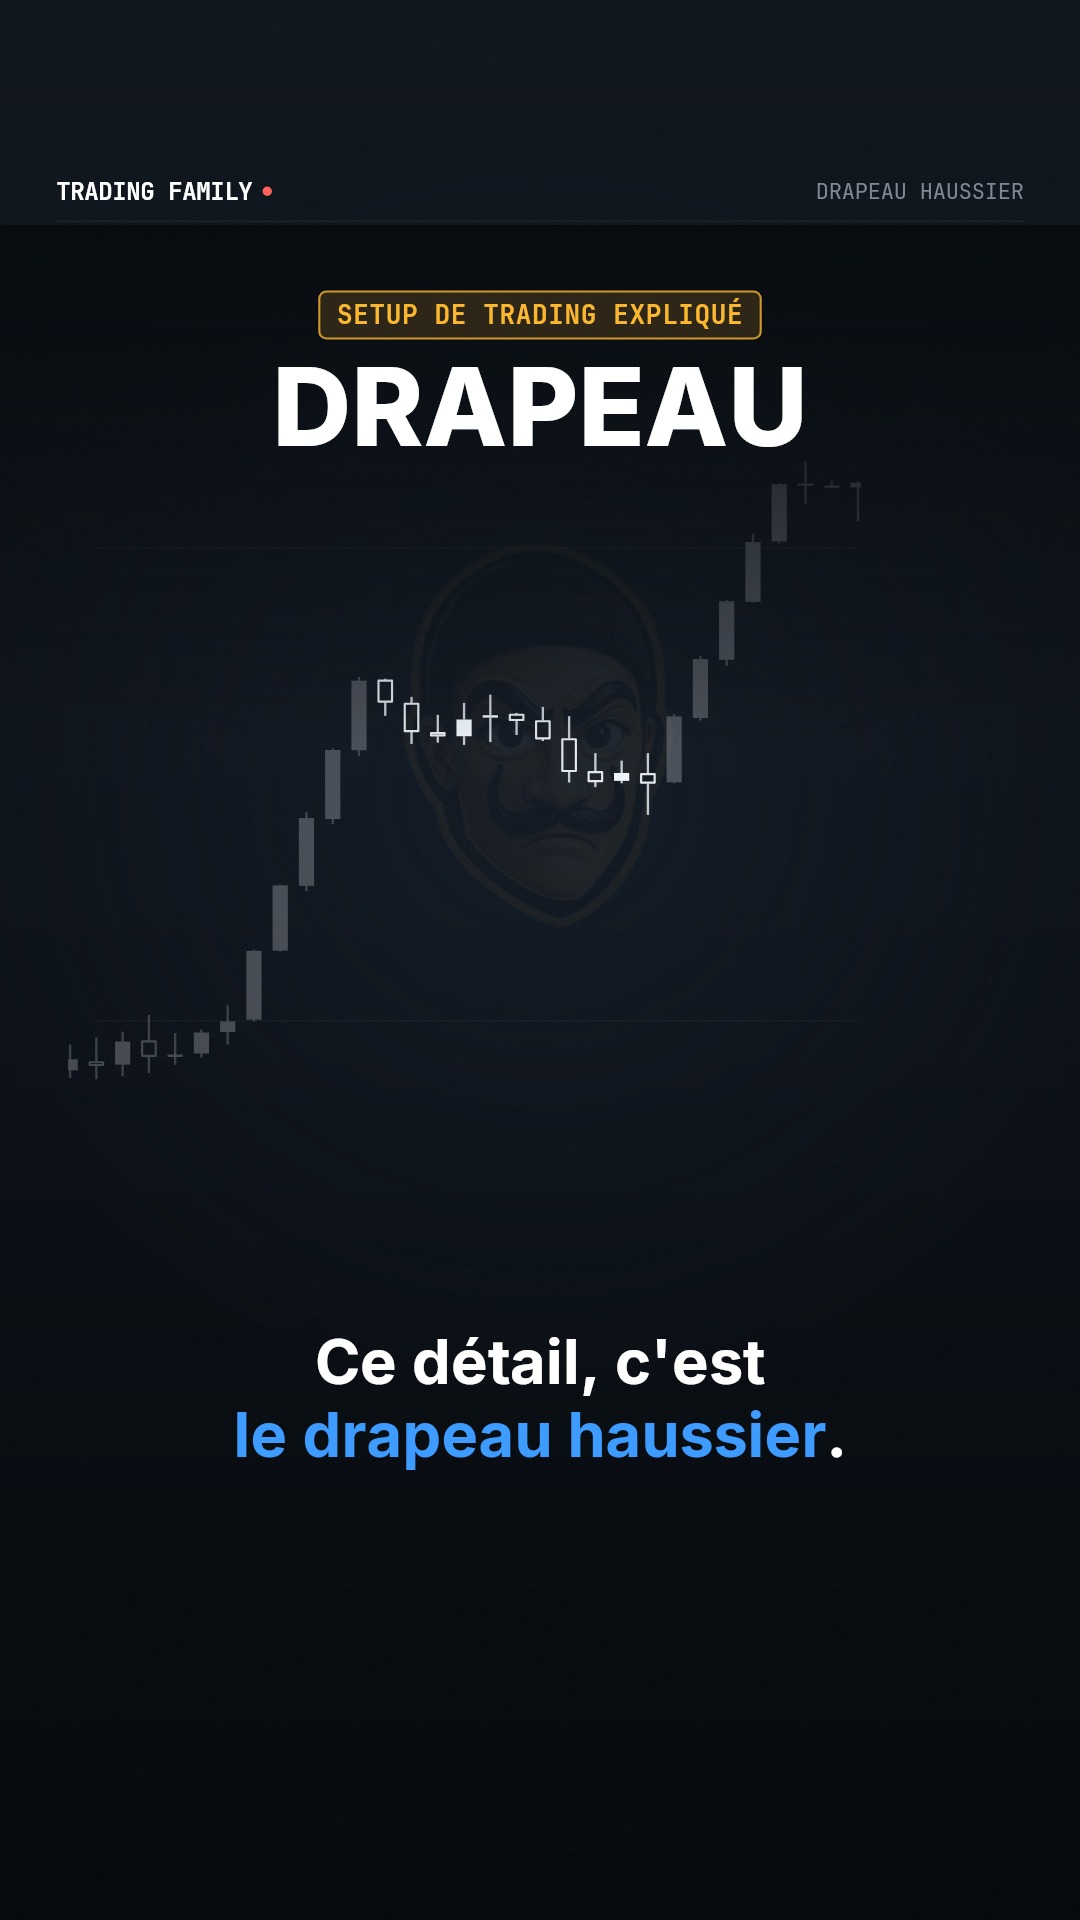 TRADING FAMILY
DRAPEAU HAUSSIER
SETUP DE TRADING EXPLIQUÉ
DRAPEAU
Ce détail, c'est
le drapeau haussier.